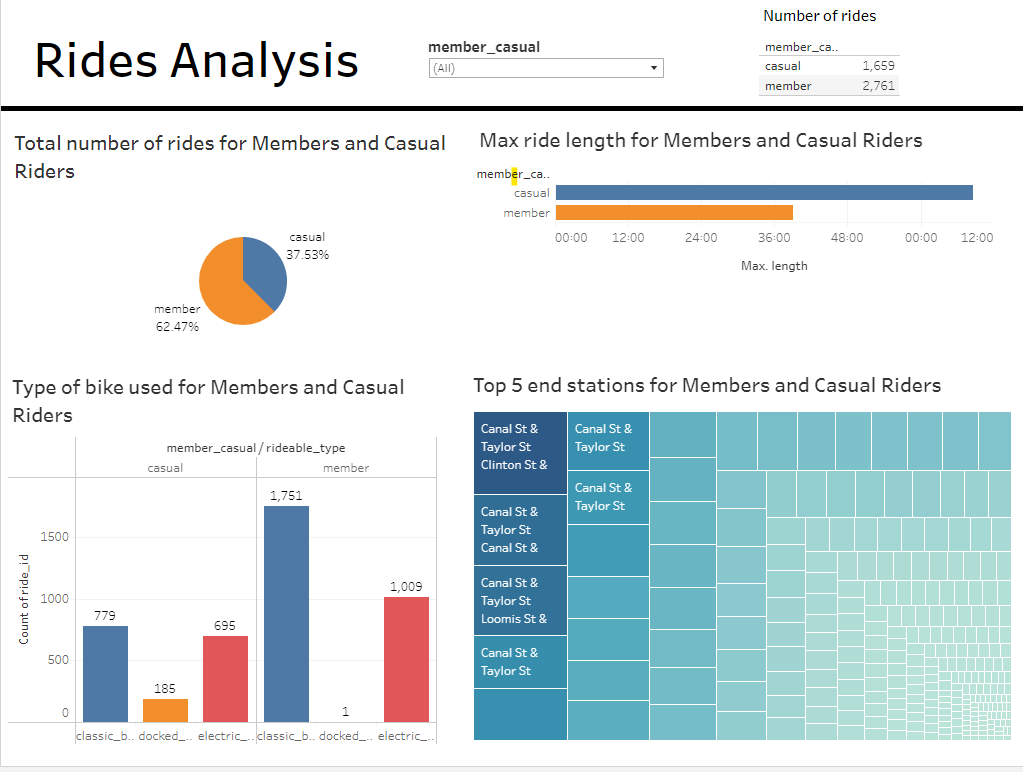 Rides Analysis
member_casual
(All)
Number of rides
member_ca..
casual 1,659
member 2,761
Total number of rides for Members and Casual
Riders
casual
37.53%
member
62.47%
Max ride length for Members and Casual Riders
member_ca..
casual
member
00:00 12:00 24:00 36:00 48:00 00:00 12:00
Max. length
Type of bike used for Members and Casual
Riders
member_casual / rideable_type
casual member
Count of ride_id
1500
1000
500
0
779
185
695
1,751
1
1,009
classic_b.. docked_.. electric_.. classic_b.. docked_.. electric_..
Top 5 end stations for Members and Casual Riders
Canal St &
Taylor St
Clinton St &
Canal St &
Taylor St
Canal St &
Canal St &
Taylor St
Loomis St &
Canal St &
Taylor St
Canal St &
Taylor St
Canal St &
Taylor St